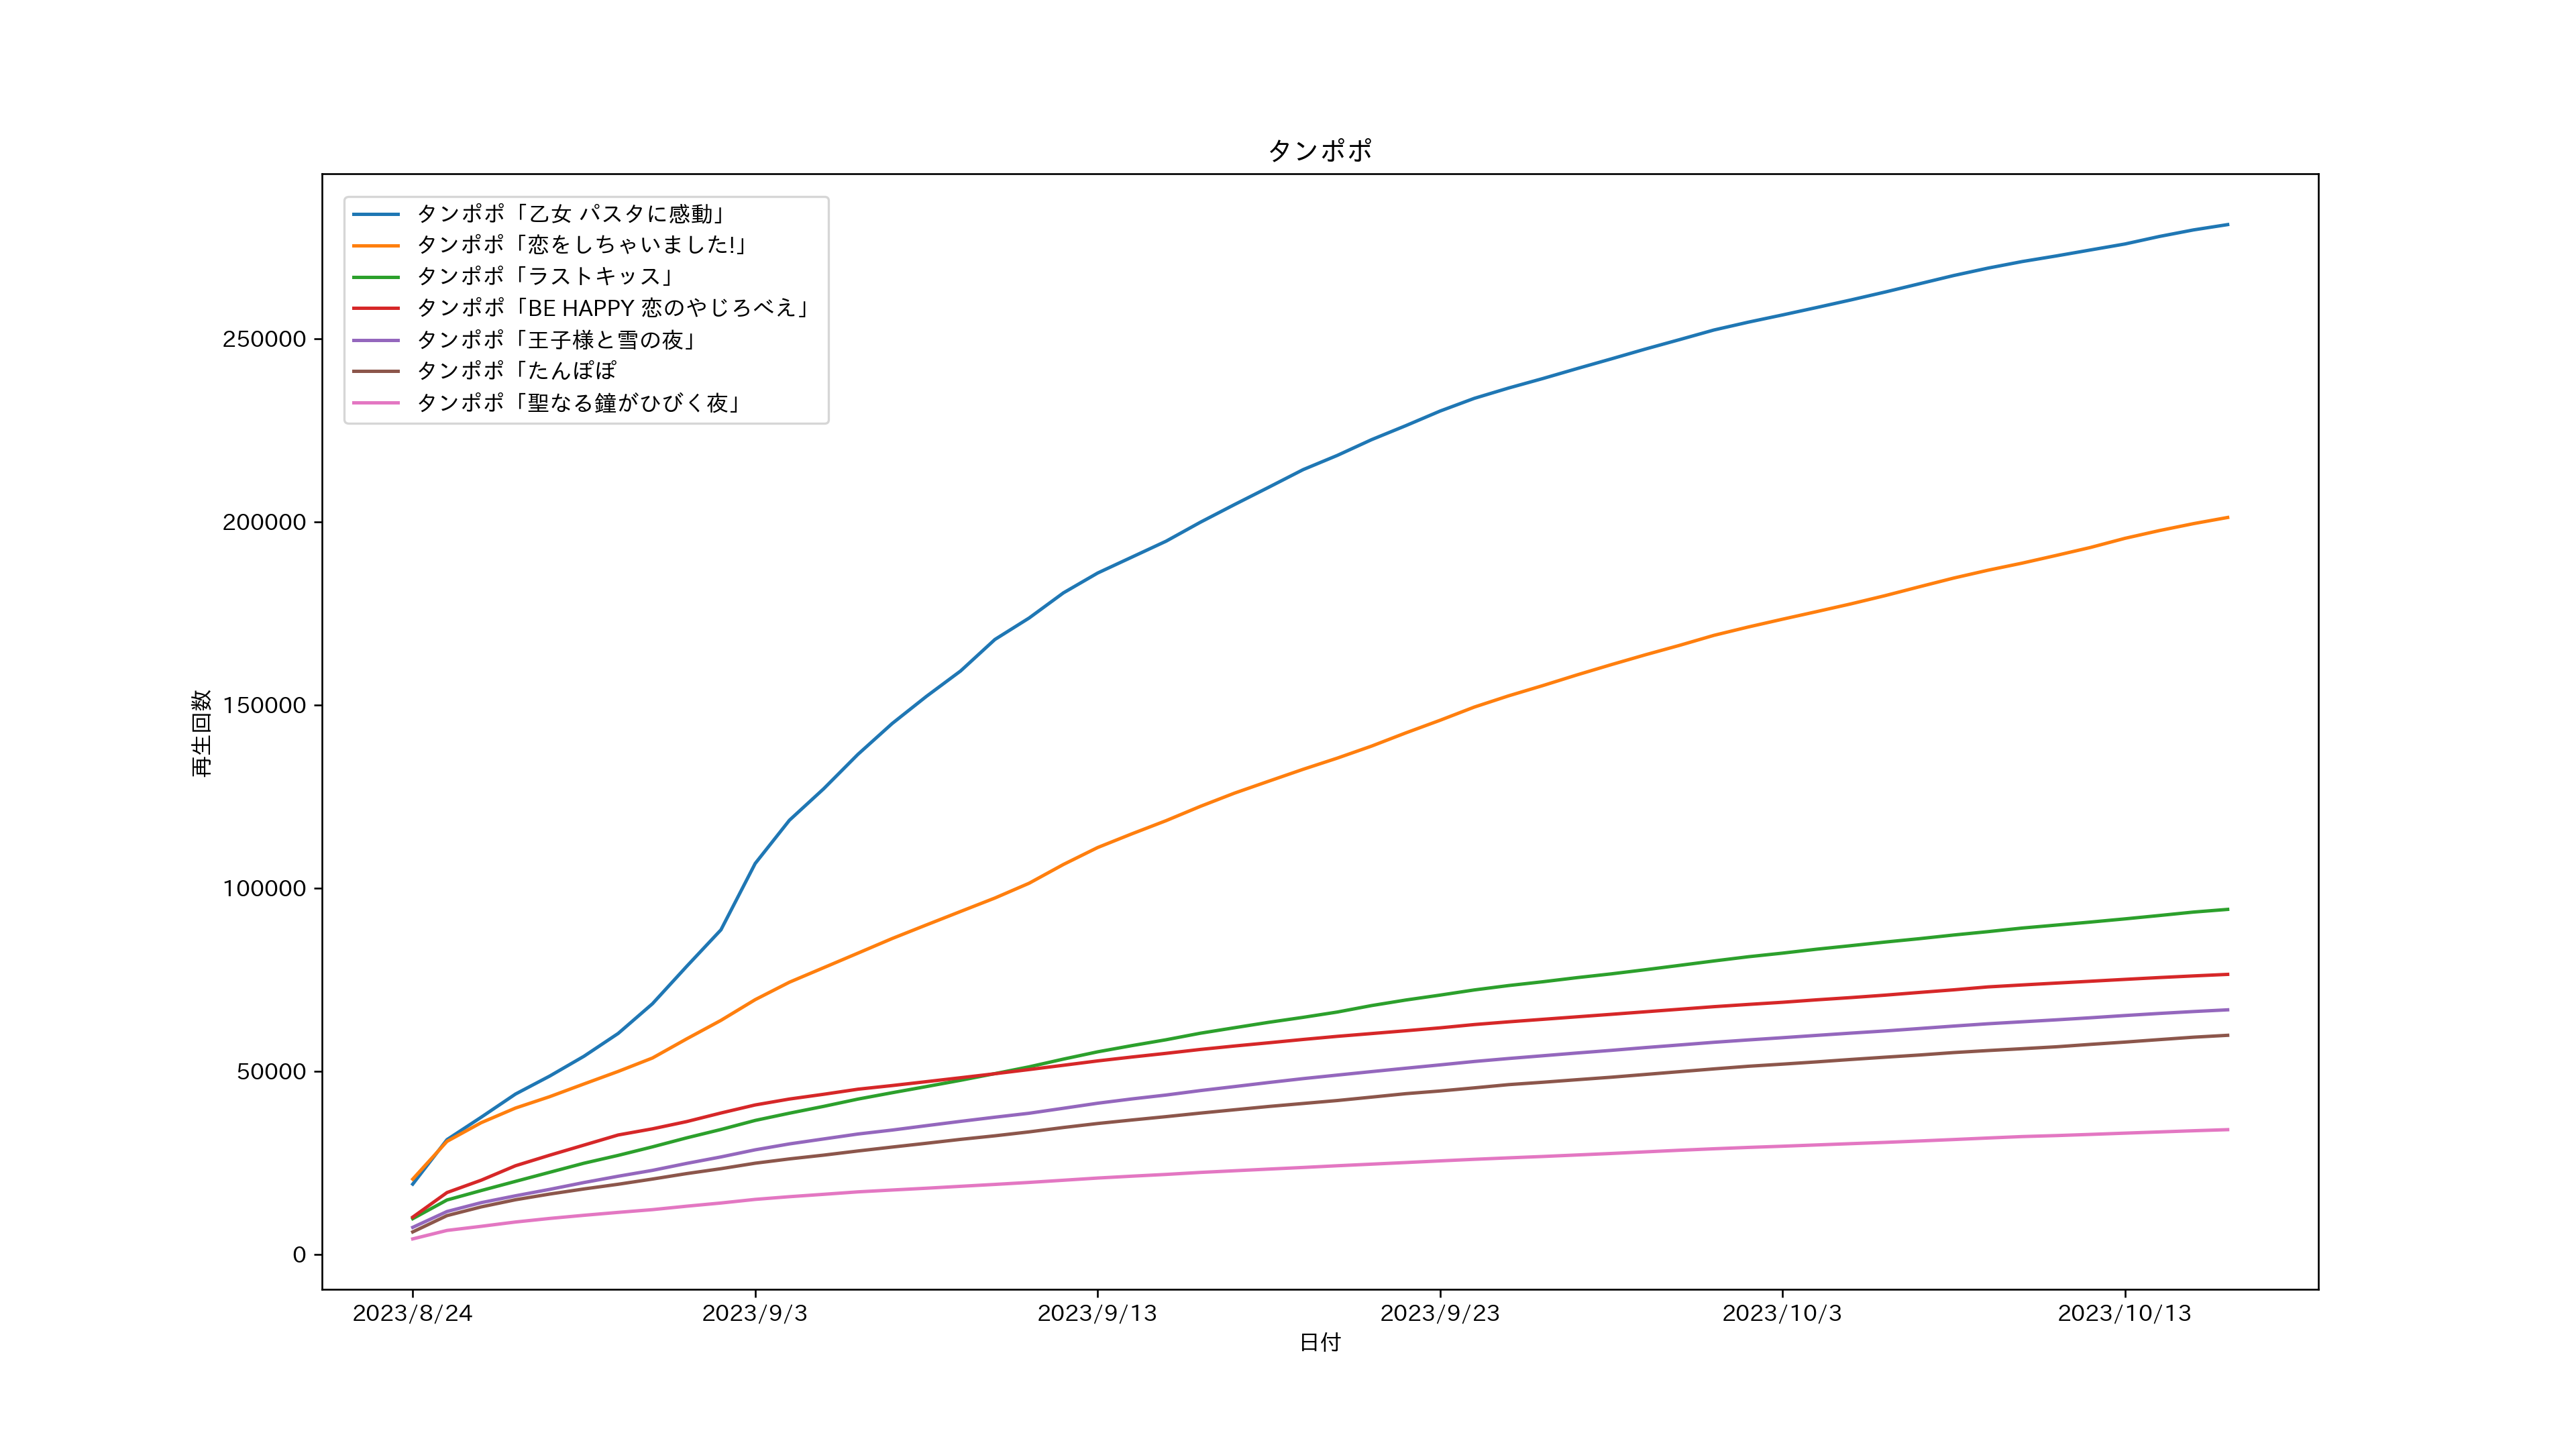 タンポポ
タンポポ「乙女 パスタに感動」
タンポポ「恋をしちゃいました!」
タンポポ「ラストキッス」
タンポポ「BE HAPPY 恋のやじろべえ」
タンポポ「王子様と雪の夜」
タンポポ「たんぽぽ
タンポポ「聖なる鐘がひびく夜」
250000
200000
150000
100000
50000
0
再生回数
2023/8/24 2023/9/3 2023/9/13 2023/9/23 2023/10/3 2023/10/13
日付